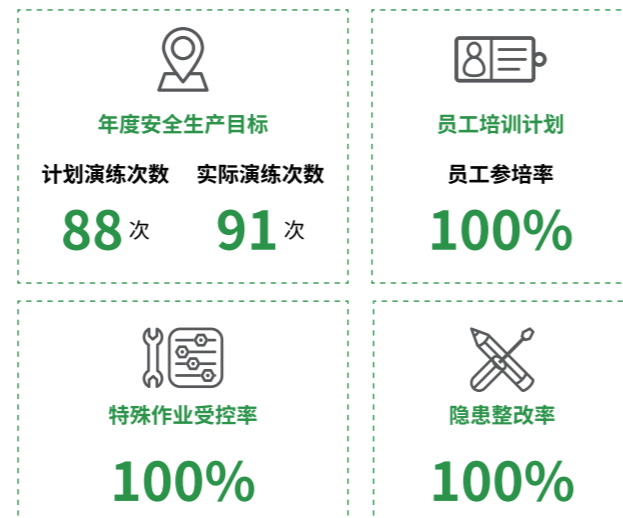 年度安全生产目标
计划演练次数 实际演练次数
88次 91次
员工培训计划
员工参培率
100%
特殊作业受控率
100%
隐患整改率
100%